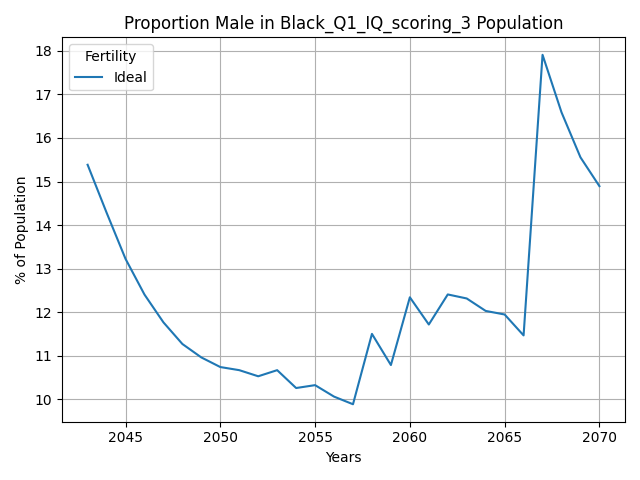 Proportion Male in Black_Q1_IQ_scoring_3 Population
Fertility
Ideal
18
17
16
15
14
13
12
11
10
% of Population
2045 2050 2055 2060 2065 2070
Years